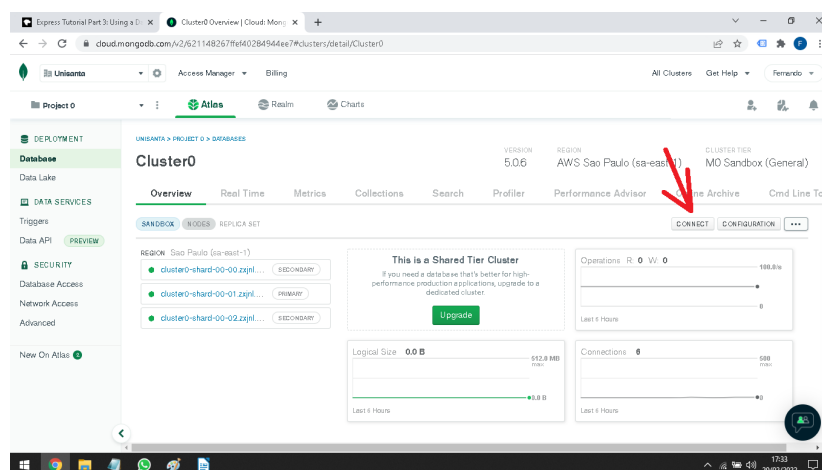 Express Tutorial Part 3: Using a D
Cluster0 Overview | Cloud: Mong
cloud.mongodb.com/v2/621148267ffef40284944ee7#clusters/detail/Cluster0
Unisanta
Access Manager
Billing
All Clusters
Get Help
Fernando
Project 0
Atlas
Realm
Charts
DEPLOYMENT
Database
Data Lake
DATA SERVICES
Triggers
Data API PREVIEW
SECURITY
Database Access
Network Access
Advanced
New On Atlas 2
UNISANTA > PROJECT 0 > DATABASES
Cluster0
VERSION
5.0.6
REGION
AWS Sao Paulo (sa-east-1)
CLUSTER TIER
M0 Sandbox (General)
Overview
Real Time
Metrics
Collections
Search
Profiler
Performance Advisor
Archive
Cmd Line To
SANDBOX
NODES
REPLICA SET
CONNECT
CONFIGURATION
REGION Sao Paulo (sa-east-1)
cluster0-shard-00-00.zxjnl.... SECONDARY
cluster0-shard-00-01.zxjnl.... PRIMARY
cluster0-shard-00-02.zxjnl.... SECONDARY
This is a Shared Tier Cluster
If you need a database that's better for high-
performance production applications, upgrade to a
dedicated cluster.
Upgrade
Operations R 0 W 0
100.0/s
0
Last 6 Hours
Logical Size 0.0 B
512.0 MB
max
0.0 B
Last 6 Hours
Connections 6
500
max
0
Last 6 Hours
17:33
20/02/2022